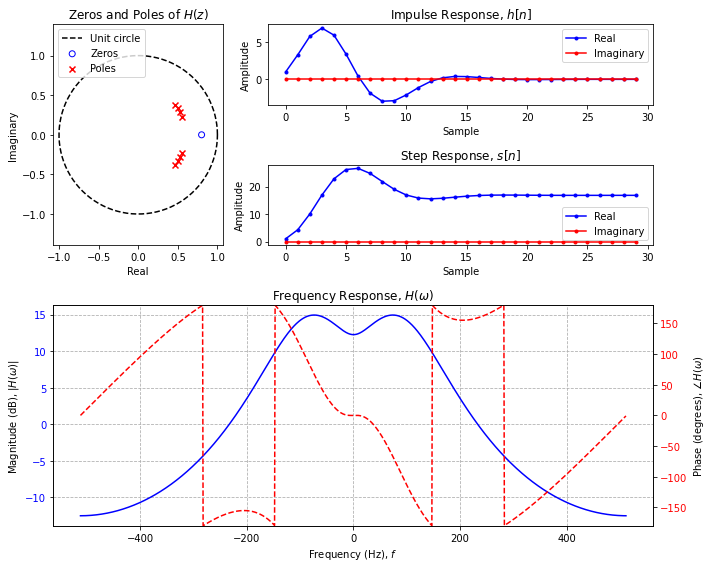 Zeros and Poles of H(z)
Unit circle
Zeros
Poles
Imaginary
1.0
0.5
0.0
−0.5
−1.0
−1.0 −0.5 0.0 0.5 1.0
Real
Impulse Response, h[n]
Real
Imaginary
Amplitude
5
0
0 5 10 15 20 25 30
Sample
Step Response, s[n]
Real
Imaginary
Amplitude
20
10
0
0 5 10 15 20 25 30
Sample
Frequency Response, H(ω)
Magnitude (dB), |H(ω)|
15
10
5
0
−5
−10
−400 −200 0 200 400
Frequency (Hz), f
150
100
50
0
−50
−100
−150
Phase (degrees), ∠H(ω)